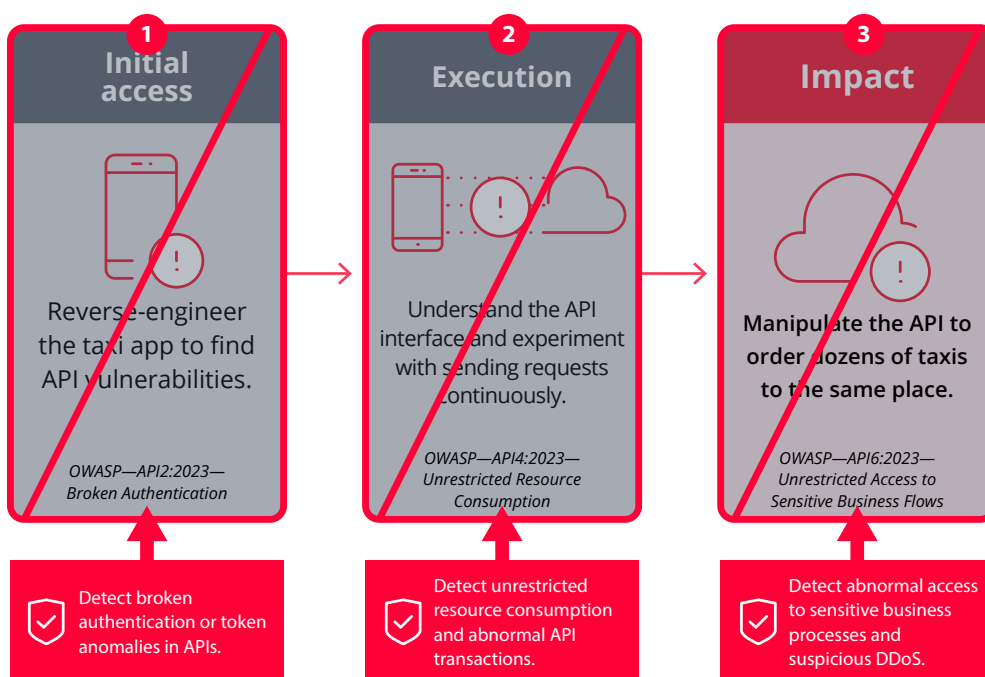 1
Initial
access
Reverse-engineer
the taxi app to find
API vulnerabilities.
OWASP—API2:2023—
Broken Authentication
Detect broken
authentication or token
anomalies in APIs.
2
Execution
Understand the API
interface and experiment
with sending requests
continuously.
OWASP—API4:2023—
Unrestricted Resource
Consumption
Detect unrestricted
resource consumption
and abnormal API
transactions.
3
Impact
Manipulate the API to
order dozens of taxis
to the same place.
OWASP—API6:2023—
Unrestricted Access to
Sensitive Business Flows
Detect abnormal access
to sensitive business
processes and
suspicious DDoS.